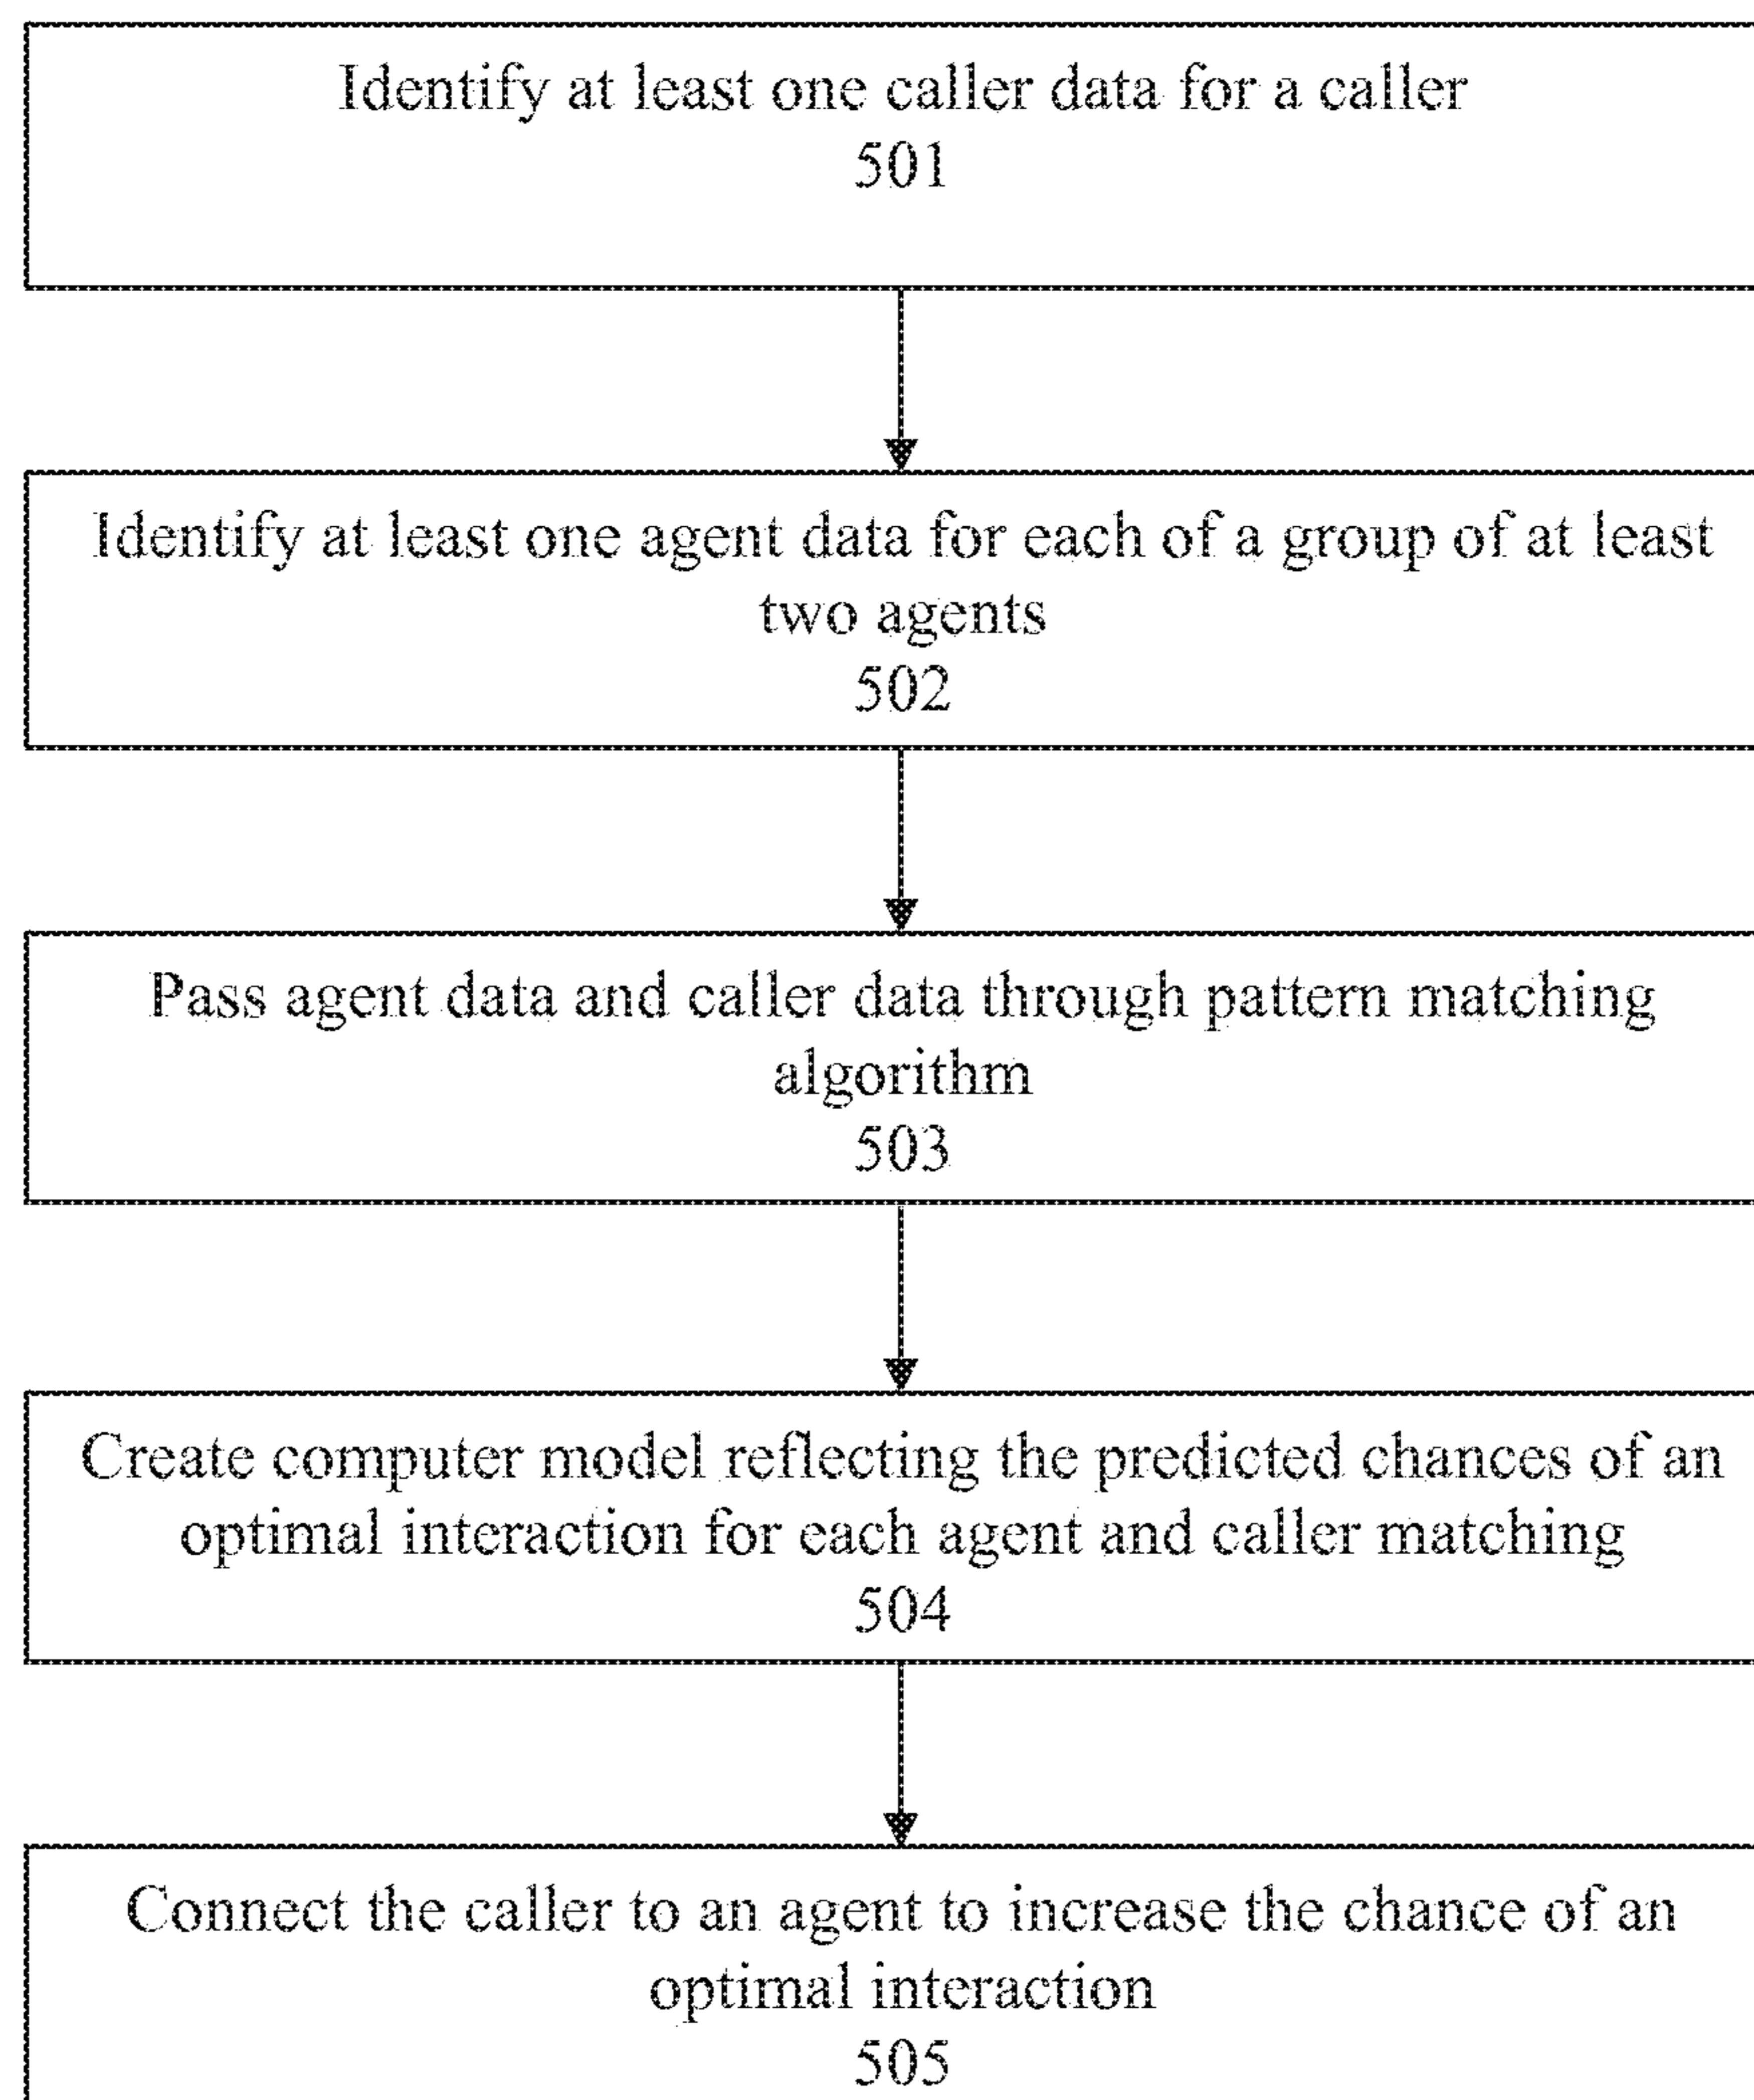 Identify at least one caller data for a caller
501
Identify at least one agent data for each of a group of at least
two agents
502
Pass agent data and caller data through pattern matching
algorithm
503
Create computer model reflecting the predicted chances of an
optimal interaction for each agent and caller matching
504
Connect the caller to an agent to increase the chance of an
optimal interaction
505